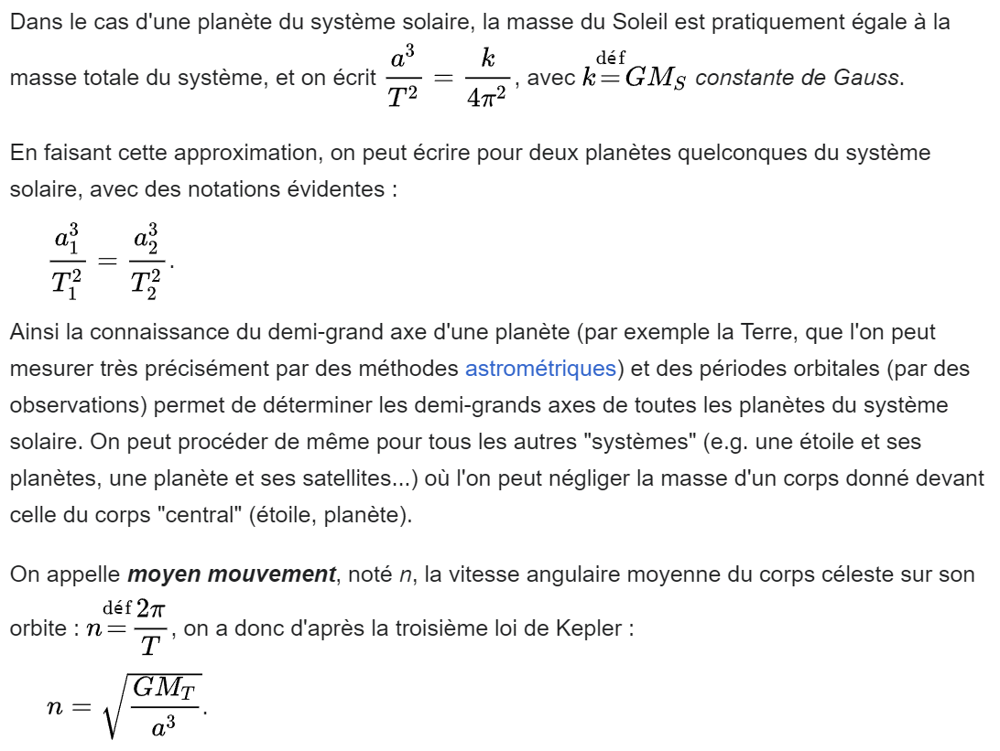 Dans le cas d'une planète du système solaire, la masse du Soleil est pratiquement égale à la
masse totale du système, et on écrit $\frac{a^3}{T^2} = \frac{k}{4\pi^2}$, avec $k \overset{\text{déf}}{=} GM_S$ constante de Gauss.
En faisant cette approximation, on peut écrire pour deux planètes quelconques du système
solaire, avec des notations évidentes :
$\frac{a_1^3}{T_1^2} = \frac{a_2^3}{T_2^2}$.
Ainsi la connaissance du demi-grand axe d'une planète (par exemple la Terre, que l'on peut
mesurer très précisément par des méthodes astrométriques) et des périodes orbitales (par des
observations) permet de déterminer les demi-grands axes de toutes les planètes du système
solaire. On peut procéder de même pour tous les autres "systèmes" (e.g. une étoile et ses
planètes, une planète et ses satellites...) où l'on peut négliger la masse d'un corps donné devant
celle du corps "central" (étoile, planète).
On appelle moyen mouvement, noté n, la vitesse angulaire moyenne du corps céleste sur son
orbite : $n \overset{\text{déf}}{=} \frac{2\pi}{T}$, on a donc d'après la troisième loi de Kepler :
$n = \sqrt{\frac{GM_T}{a^3}}$.